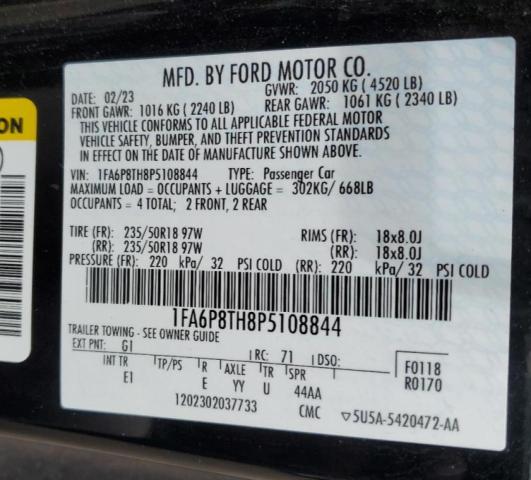 MFD. BY FORD MOTOR CO.
DATE: 02/23 GVWR: 2050 KG (4520 LB)
FRONT GAWR: 1016 KG (2240 LB) REAR GAWR: 1061 KG (2340 LB)
THIS VEHICLE CONFORMS TO ALL APPLICABLE FEDERAL MOTOR
VEHICLE SAFETY, BUMPER, AND THEFT PREVENTION STANDARDS
IN EFFECT ON THE DATE OF MANUFACTURE SHOWN ABOVE.
VIN: 1FA6P8TH8P5108844 TYPE: Passenger Car
MAXIMUM LOAD = OCCUPANTS + LUGGAGE = 302KG/ 668LB
OCCUPANTS = 4 TOTAL; 2 FRONT, 2 REAR
TIRE (FR): 235/50R18 97W RIMS (FR): 18x8.0J
(RR): 235/50R18 97W (RR): 18x8.0J
PRESSURE (FR): 220 kPa/ 32 PSI COLD (RR): 220 kPa/ 32 PSI COLD
1FA6P8TH8P5108844
TRAILER TOWING - SEE OWNER GUIDE
EXT PNT: G1 RC: 71 DSO: F0118
INT TR TP/PS R AXLE TR SPR R0170
E1 E YY U 44AA
1202302037733 CMC ▽5U5A-5420472-AA
ON